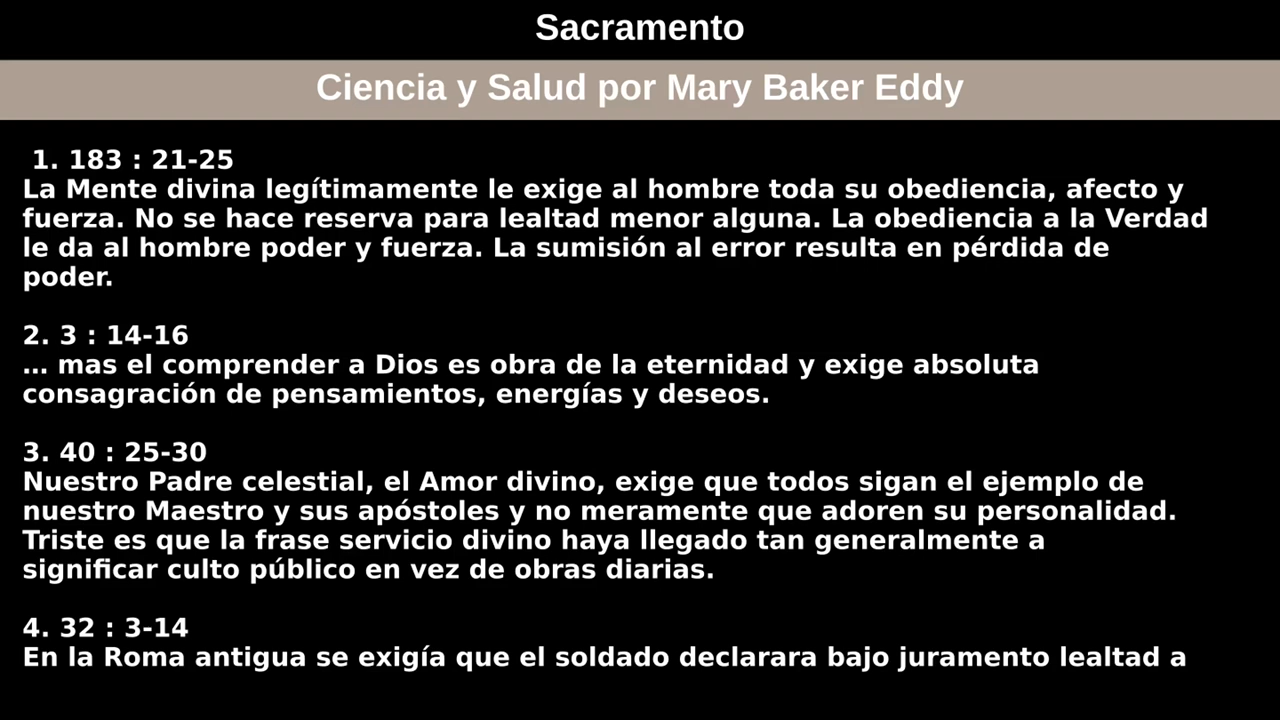 Sacramento
Ciencia y Salud por Mary Baker Eddy
1. 183 : 21-25
La Mente divina legítimamente le exige al hombre toda su obediencia, afecto y
fuerza. No se hace reserva para lealtad menor alguna. La obediencia a la Verdad
le da al hombre poder y fuerza. La sumisión al error resulta en pérdida de
poder.
2. 3 : 14-16
… mas el comprender a Dios es obra de la eternidad y exige absoluta
consagración de pensamientos, energías y deseos.
3. 40 : 25-30
Nuestro Padre celestial, el Amor divino, exige que todos sigan el ejemplo de
nuestro Maestro y sus apóstoles y no meramente que adoren su personalidad.
Triste es que la frase servicio divino haya llegado tan generalmente a
significar culto público en vez de obras diarias.
4. 32 : 3-14
En la Roma antigua se exigía que el soldado declarara bajo juramento lealtad a